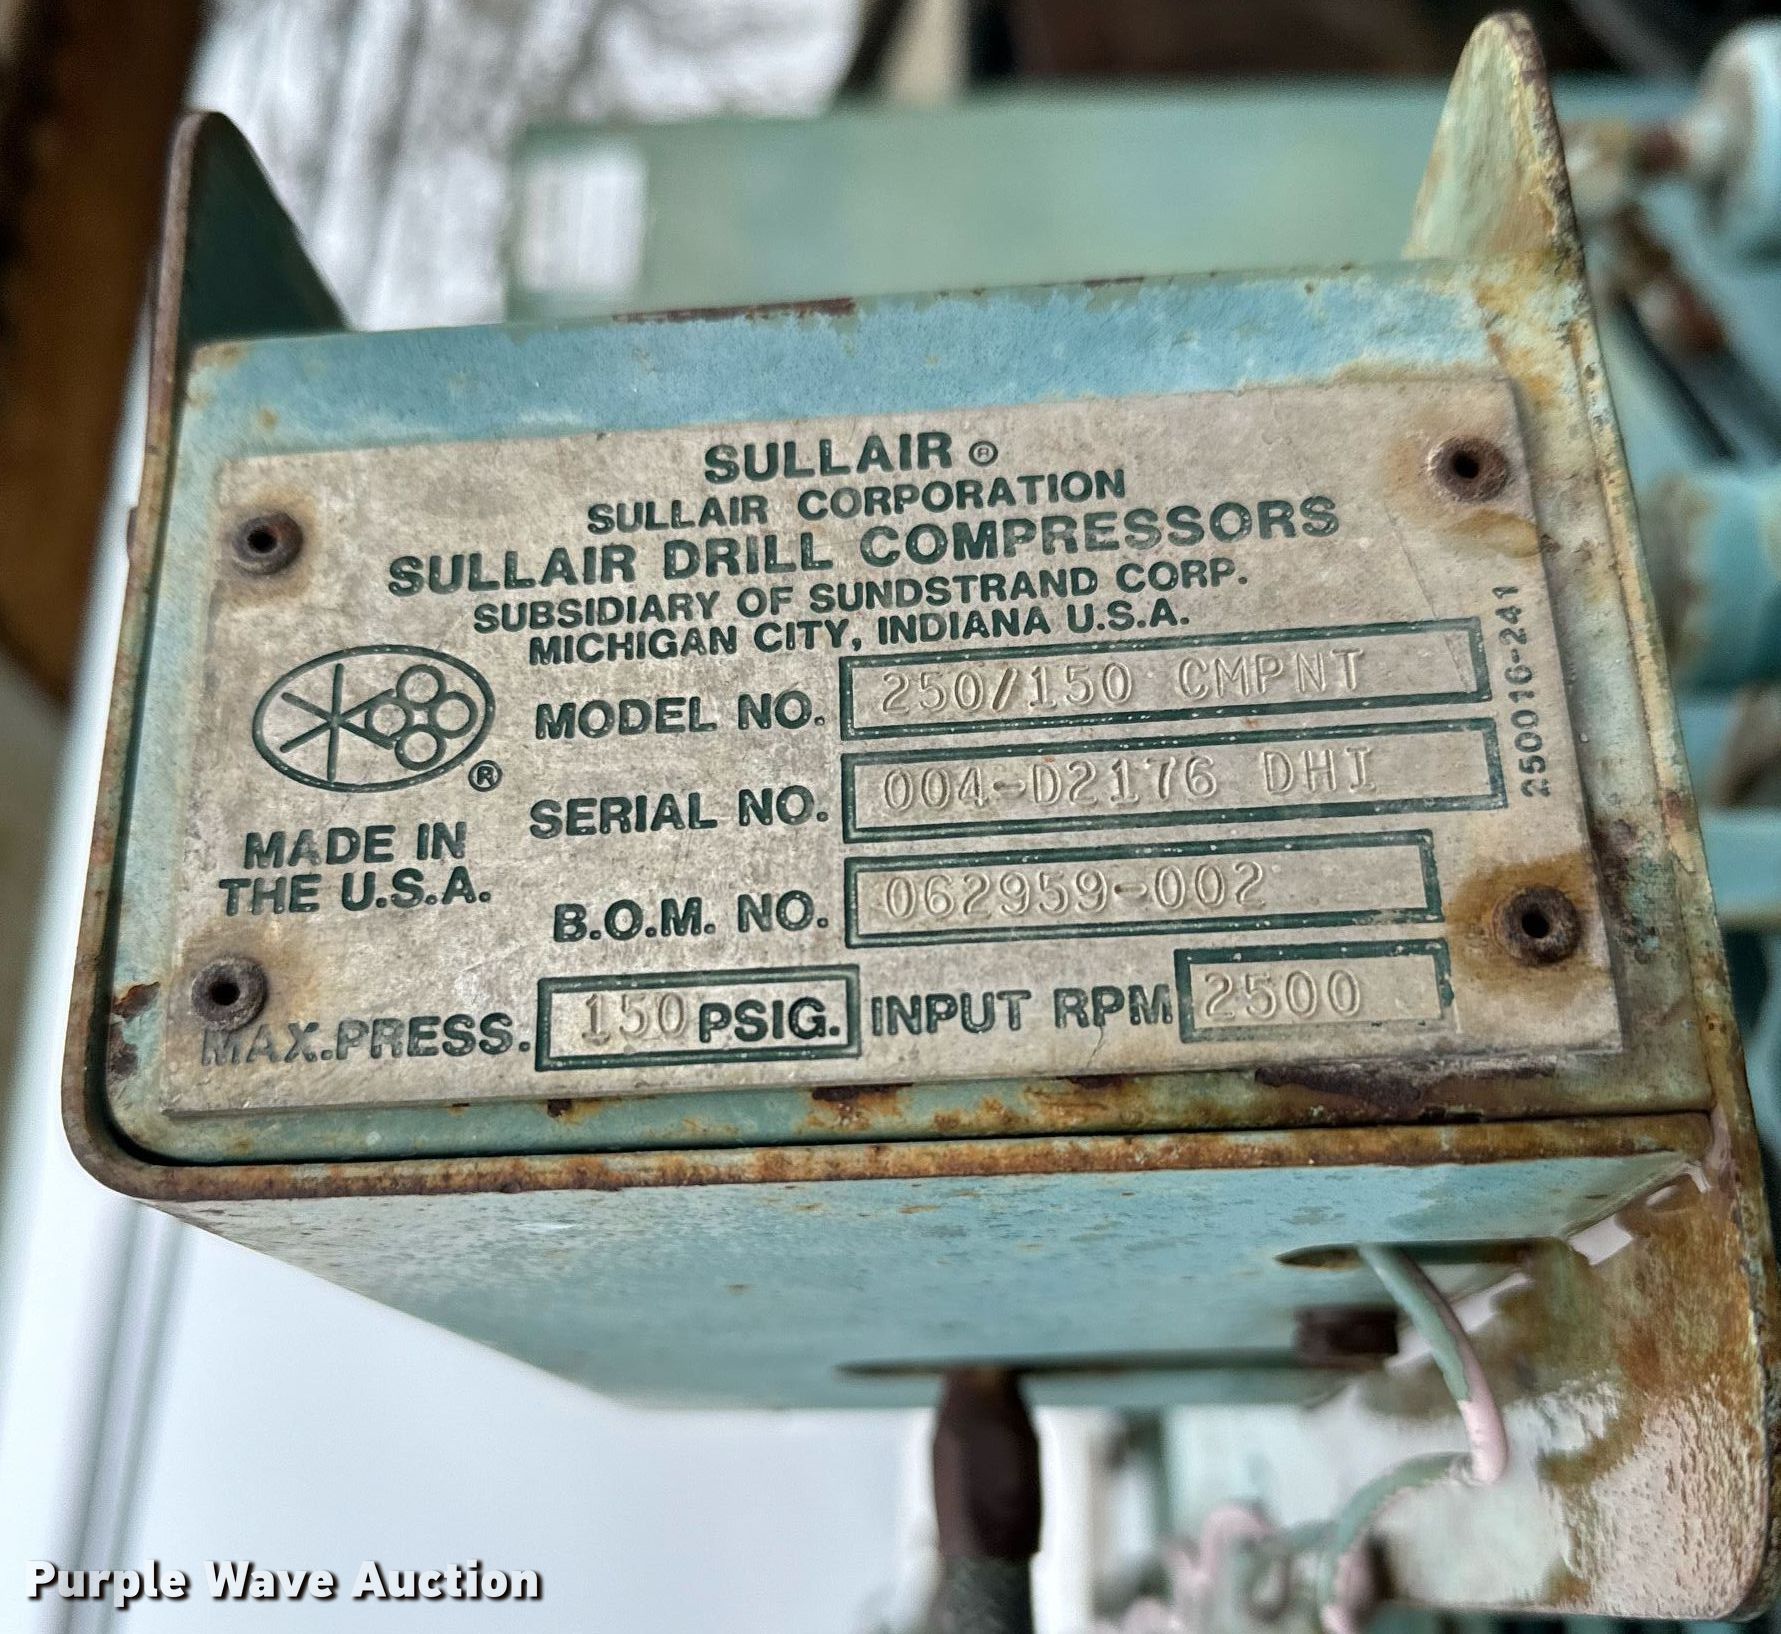 SULLAIR ®
SULLAIR CORPORATION
SULLAIR DRILL COMPRESSORS
SUBSIDIARY OF SUNDSTRAND CORP.
MICHIGAN CITY, INDIANA U.S.A.
®
MADE IN
THE U.S.A.
MODEL NO. 250/150 CMPNT
SERIAL NO. 004-D2176 DHI
B.O.M. NO. 062959-002
MAX.PRESS. 150 PSIG. INPUT RPM 2500
250016-241
Purple Wave Auction